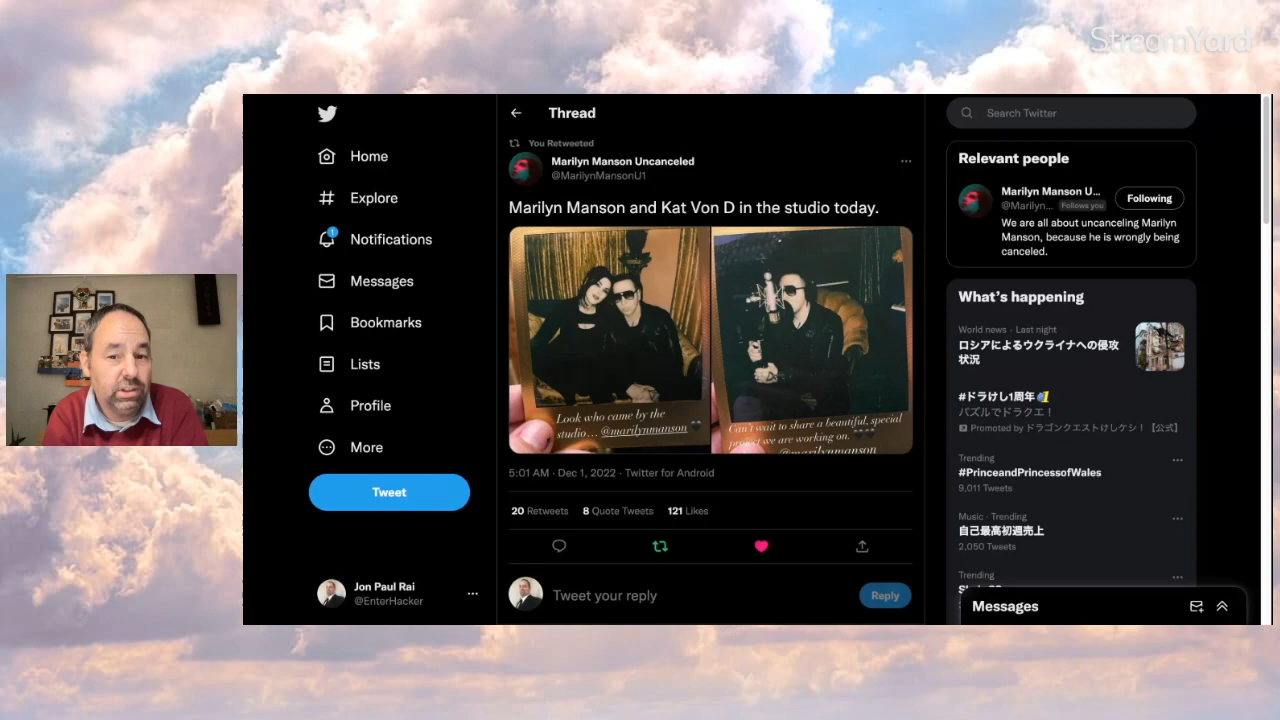 StreamYard
Home
Explore
1
Notifications
Messages
Bookmarks
Lists
Profile
More
Tweet
Jon Paul Rai
@EnterHacker
Thread
You Retweeted
Marilyn Manson Uncanceled
@MarilynMansonU1
Marilyn Manson and Kat Von D in the studio today.
Look who came by the
studio... @marilynmanson
Can't wait to share a beautiful, special
project we are working on.
@marilynmanson
5:01 AM · Dec 1, 2022 · Twitter for Android
20 Retweets 8 Quote Tweets 121 Likes
Tweet your reply
Reply
Search Twitter
Relevant people
Marilyn Manson U...
Following
@Marilyn... Follows you
We are all about uncanceling Marilyn
Manson, because he is wrongly being
canceled.
What's happening
World news · Last night
ロシアによるウクライナへの侵攻
状況
#ドラけし1周年
パズルでドラクエ！
Promoted by ドラゴンクエストけしケシ！【公式】
Trending
#PrinceandPrincessofWales
9,011 Tweets
Music · Trending
自己最高初週売上
2,050 Tweets
Trending
Messages